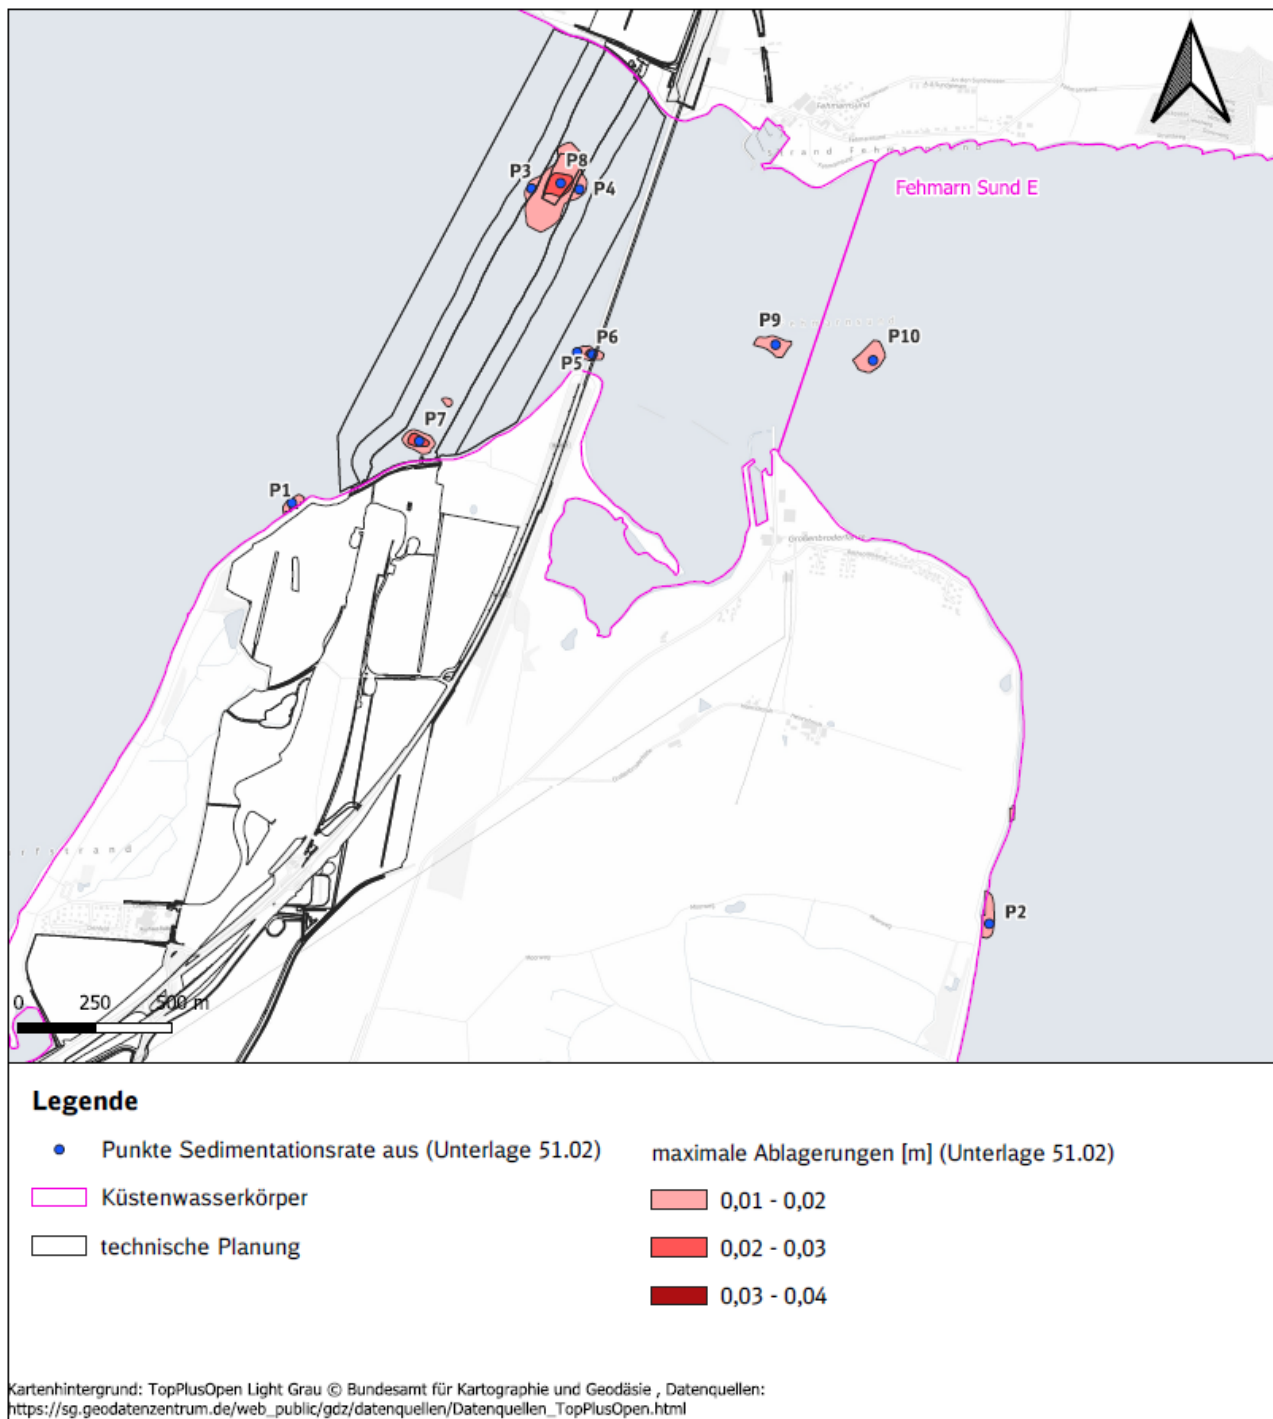 Fehmarnsund
Strand Fehmarnsund
Fehmarn Sund E
P8
P3
P4
P9
P6
P10
P5
P7
P1
P2
0 250 500 m
Legende
Punkte Sedimentationsrate aus (Unterlage 51.02)
Küstenwasserkörper
technische Planung
maximale Ablagerungen [m] (Unterlage 51.02)
0,01 - 0,02
0,02 - 0,03
0,03 - 0,04
Kartenhintergrund: TopPlusOpen Light Grau © Bundesamt für Kartographie und Geodäsie , Datenquellen:
https://sg.geodatenzentrum.de/web_public/gdz/datenquellen/Datenquellen_TopPlusOpen.html